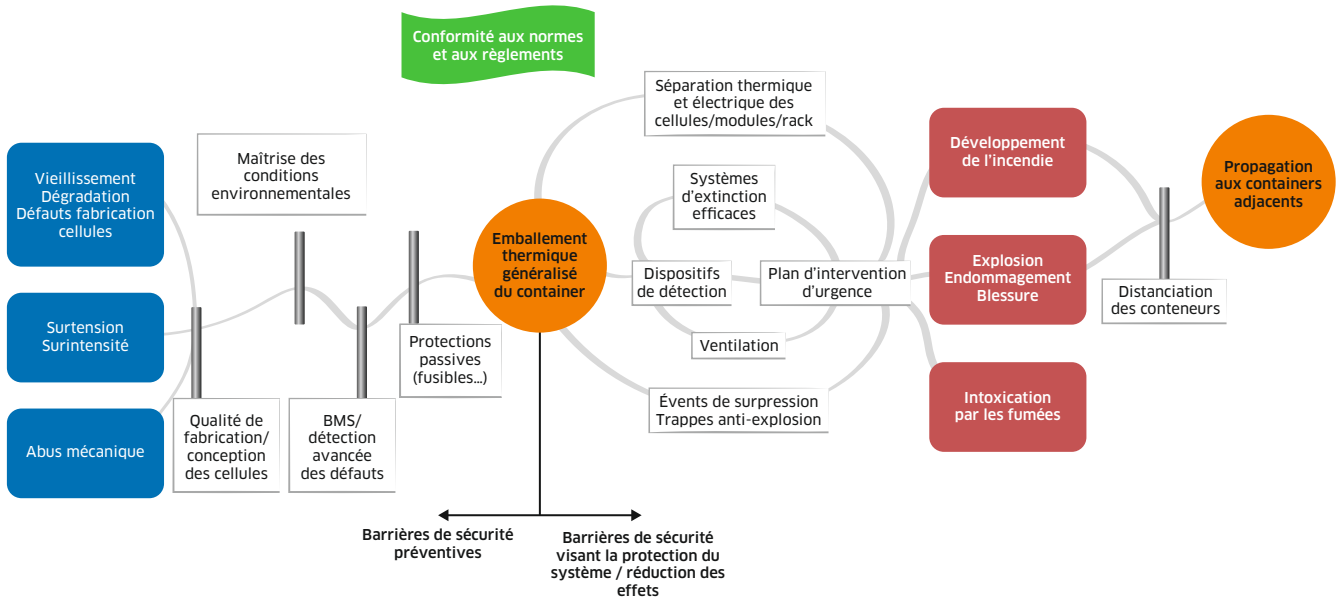 Conformité aux normes
et aux règlements
Vieillissement
Dégradation
Défauts fabrication
cellules
Surtension
Surintensité
Abus mécanique
Maîtrise des
conditions
environnementales
Qualité de
fabrication/
conception
des cellules
BMS/
détection
avancée
des défauts
Protections
passives
(fusibles...)
Emballement
thermique
généralisé
du container
Séparation thermique
et électrique des
cellules/modules/rack
Systèmes
d'extinction
efficaces
Dispositifs
de détection
Plan d'intervention
d'urgence
Ventilation
Évents de surpression
Trappes anti-explosion
Développement
de l'incendie
Explosion
Endommagement
Blessure
Intoxication
par les fumées
Distanciation
des conteneurs
Propagation
aux containers
adjacents
Barrières de sécurité
préventives
Barrières de sécurité
visant la protection du
système / réduction des
effets